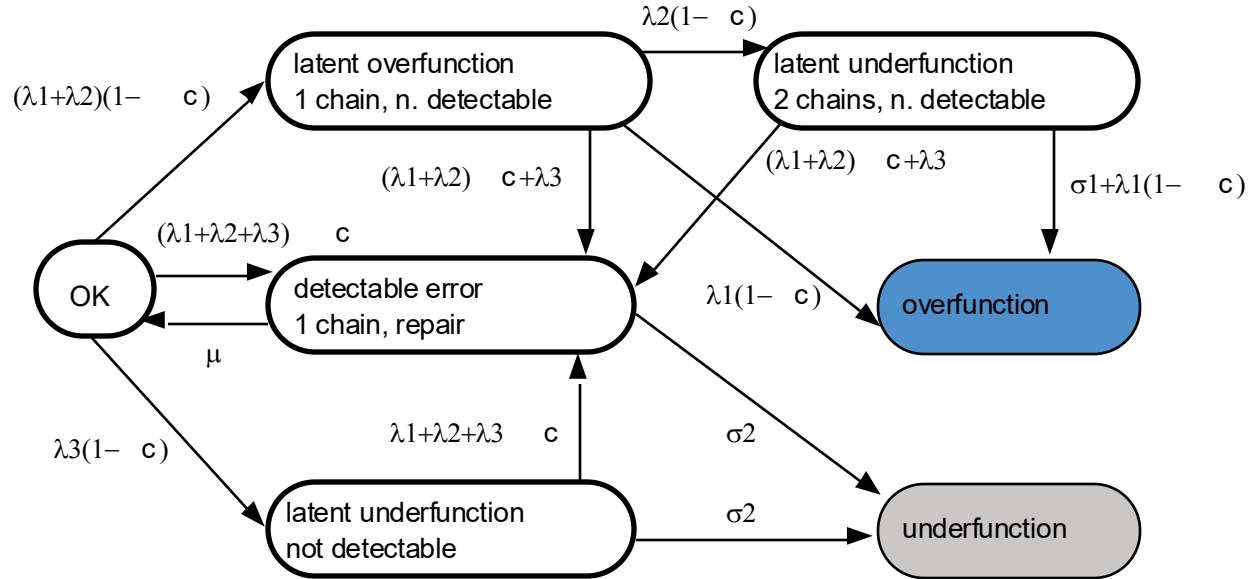 λ2(1− c)
latent overfunction
1 chain, n. detectable
latent underfunction
2 chains, n. detectable
(λ1+λ2)(1− c)
(λ1+λ2) c+λ3
(λ1+λ2) c+λ3
σ1+λ1(1− c)
(λ1+λ2+λ3) c
OK
detectable error
1 chain, repair
λ1(1− c)
overfunction
μ
λ1+λ2+λ3 c
σ2
λ3(1− c)
latent underfunction
not detectable
σ2
underfunction